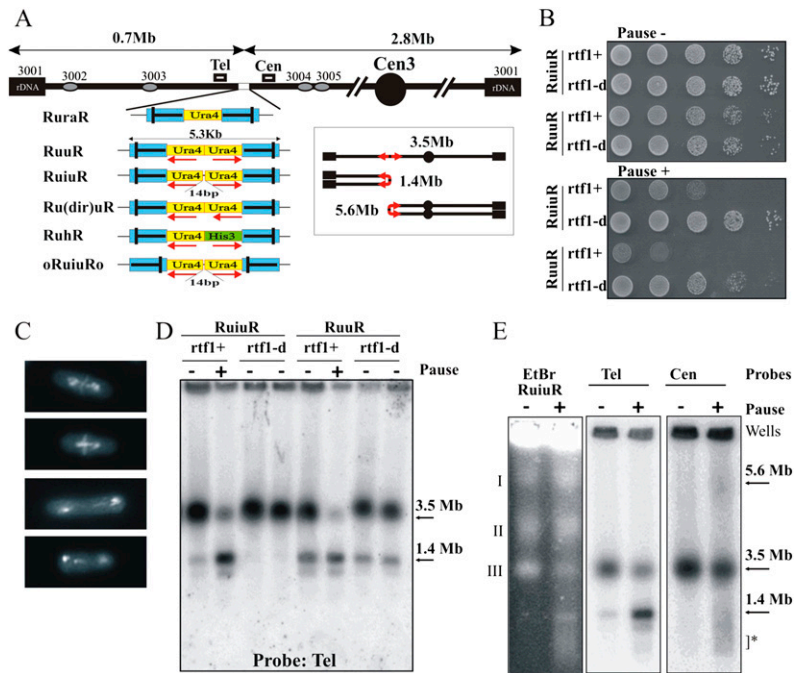 A
0.7Mb
2.8Mb
3001
rDNA
3002
3003
Tel
Cen
3004
3005
Cen3
3001
rDNA
RuraR
Ura4
5.3Kb
RuuR
Ura4 Ura4
RuiuR
Ura4 Ura4
14bp
Ru(dir)uR
Ura4 Ura4
RuhR
Ura4 His3
oRuiuRo
Ura4 Ura4
14bp
3.5Mb
1.4Mb
5.6Mb
B
Pause -
RuiuR
rtf1+
rtf1-d
RuuR
rtf1+
rtf1-d
Pause +
RuiuR
rtf1+
rtf1-d
RuuR
rtf1+
rtf1-d
C
D
RuiuR RuuR
rtf1+ rtf1-d rtf1+ rtf1-d
- + - - - + - - Pause
3.5 Mb
1.4 Mb
Probe: Tel
E
EtBr
RuiuR
Tel Cen Probes
Pause
- + - + - +
Wells
I
II
III
5.6 Mb
3.5 Mb
1.4 Mb
]*